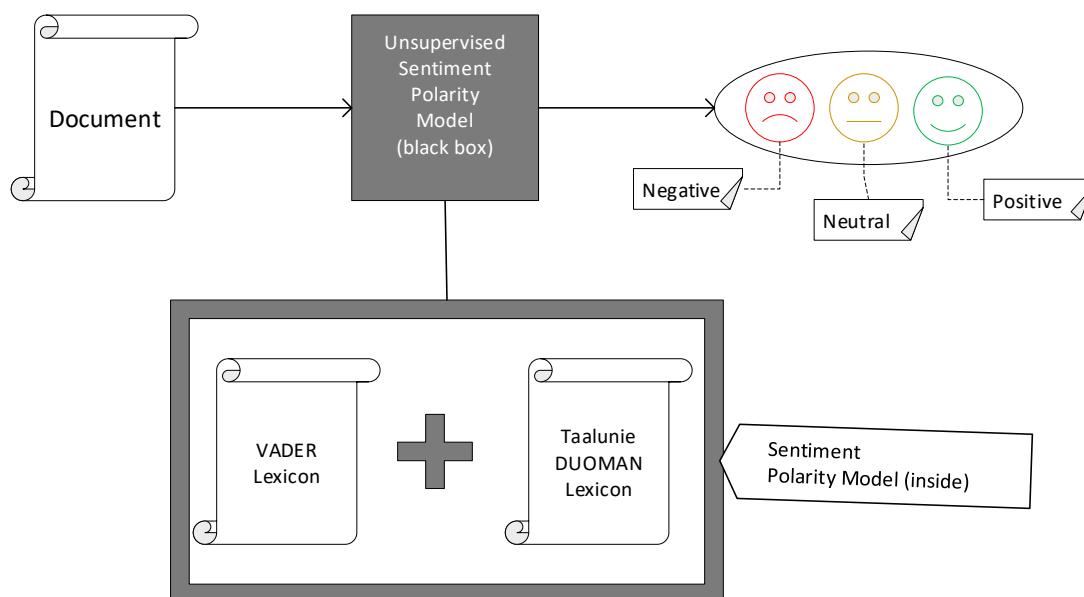 Document
Unsupervised
Sentiment
Polarity
Model
(black box)
Negative
Neutral
Positive
VADER
Lexicon
Taalunie
DUOMAN
Lexicon
Sentiment
Polarity Model (inside)